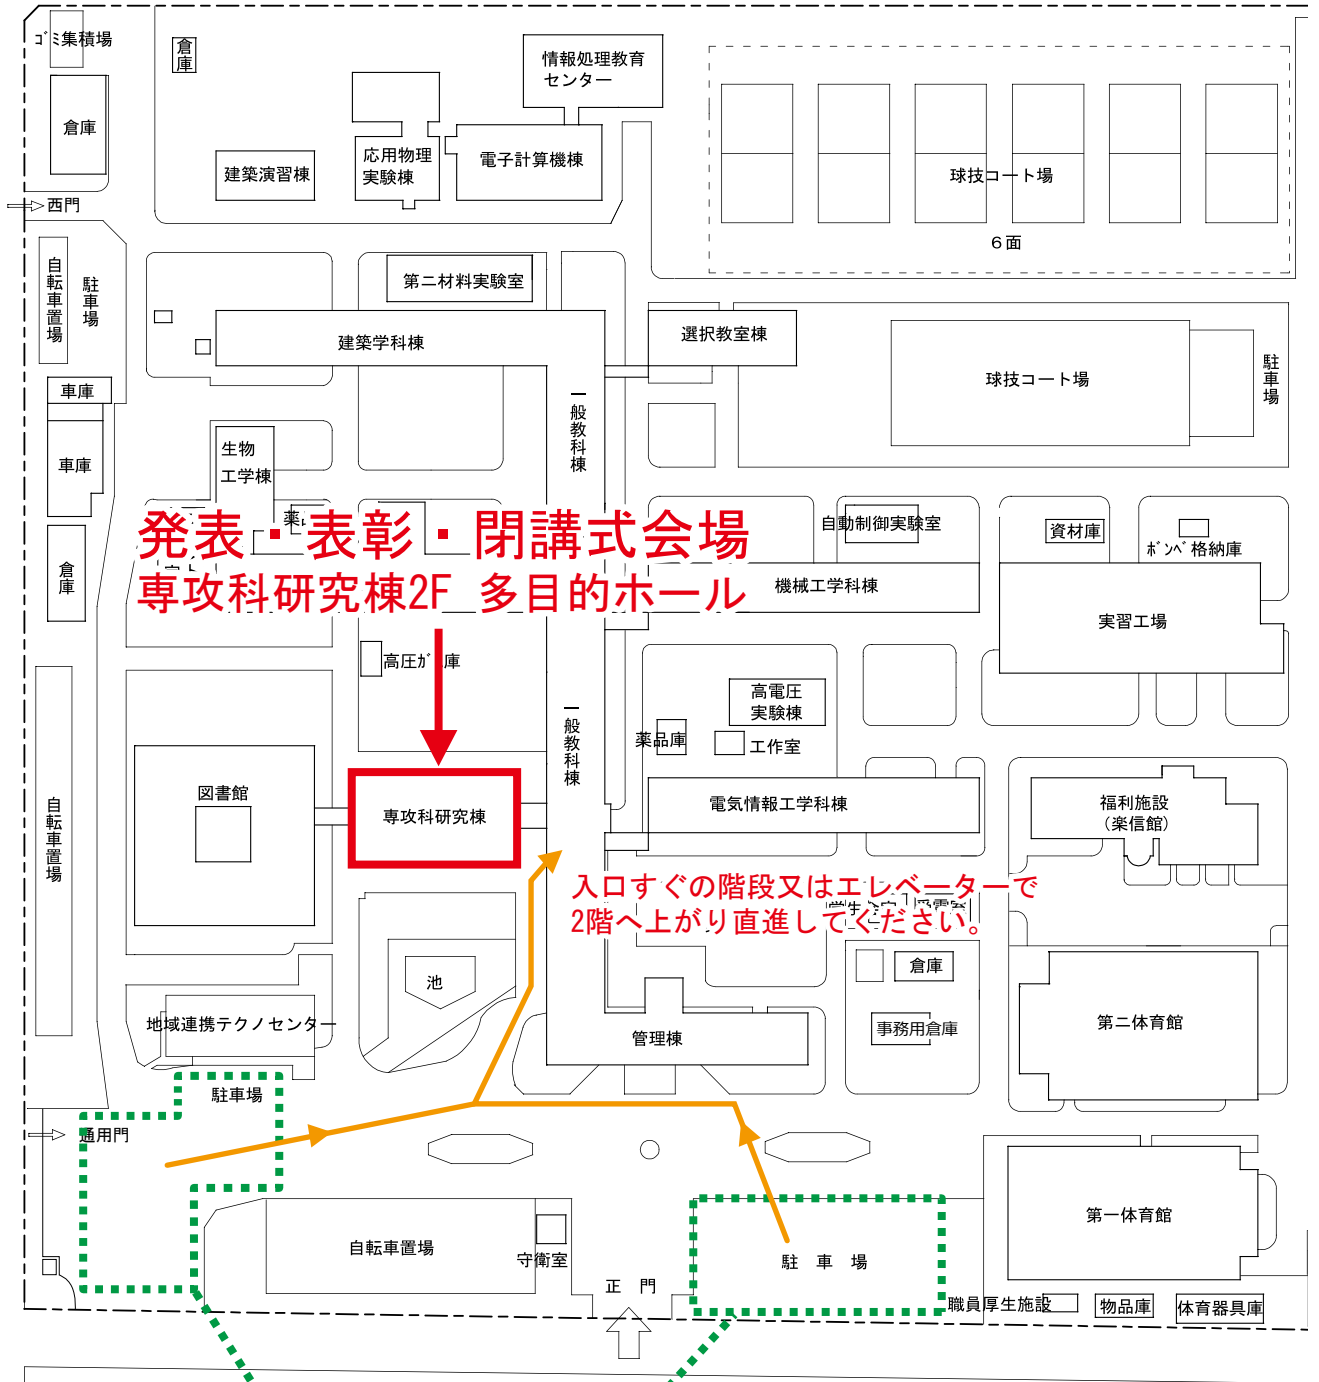 ゴミ集積場
倉庫
倉庫
情報処理教育
センター
応用物理
実験棟
電子計算機棟
建築演習棟
球技コート場
6面
西門
自転車置場
駐車場
第二材料実験室
建築学科棟
選択教室棟
球技コート場
駐車場
車庫
一般教科棟
生物
工学棟
車庫
薬品
発表・表彰・閉講式会場
専攻科研究棟2F 多目的ホール
自動制御実験室
資材庫
ボンベ格納庫
倉庫
機械工学科棟
実習工場
高圧ガ 庫
高電圧
実験棟
薬品庫
工作室
一般教科棟
図書館
専攻科研究棟
電気情報工学科棟
福利施設
(楽信館)
自転車置場
入口すぐの階段又はエレベーターで
2階へ上がり直進してください。
池
倉庫
地域連携テクノセンター
管理棟
事務用倉庫
第二体育館
駐車場
通用門
第一体育館
自転車置場
守衛室
駐車場
正門
職員厚生施設
物品庫
体育器具庫